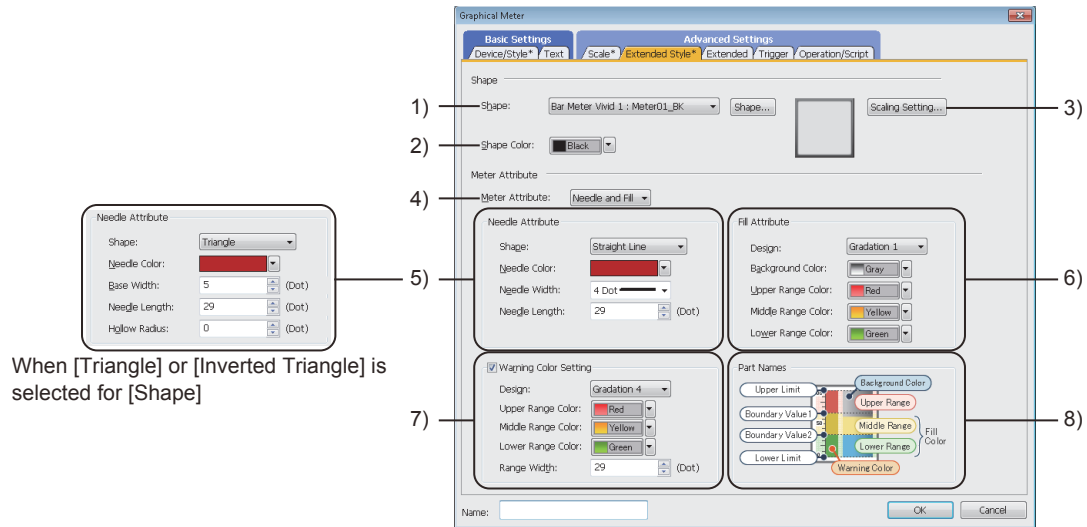 Graphical Meter
Basic Settings
Advanced Settings
Device/Style* Text Scale* Extended Style* Extended Trigger Operation/Script
Shape
1) Shape: Bar Meter Vivid 1 : Meter01_BK Shape... Scaling Setting... 3)
2) Shape Color: Black
Meter Attribute
4) Meter Attribute: Needle and Fill
Needle Attribute
Shape: Triangle
Needle Color:
Base Width: 5 (Dot)
Needle Length: 29 (Dot)
Hollow Radius: 0 (Dot)
When [Triangle] or [Inverted Triangle] is
selected for [Shape]
5)
Needle Attribute
Shape: Straight Line
Needle Color:
Needle Width: 4 Dot
Needle Length: 29 (Dot)
Fill Attribute
Design: Gradation 1
Background Color: Gray
Upper Range Color: Red
Middle Range Color: Yellow
Lower Range Color: Green
6)
7)
Warning Color Setting
Design: Gradation 4
Upper Range Color: Red
Middle Range Color: Yellow
Lower Range Color: Green
Range Width: 29 (Dot)
Part Names
Upper Limit
Boundary Value1
Boundary Value2
Lower Limit
50
Background Color
Upper Range
Middle Range
Lower Range
Fill
Color
Warning Color
8)
Name:
OK Cancel